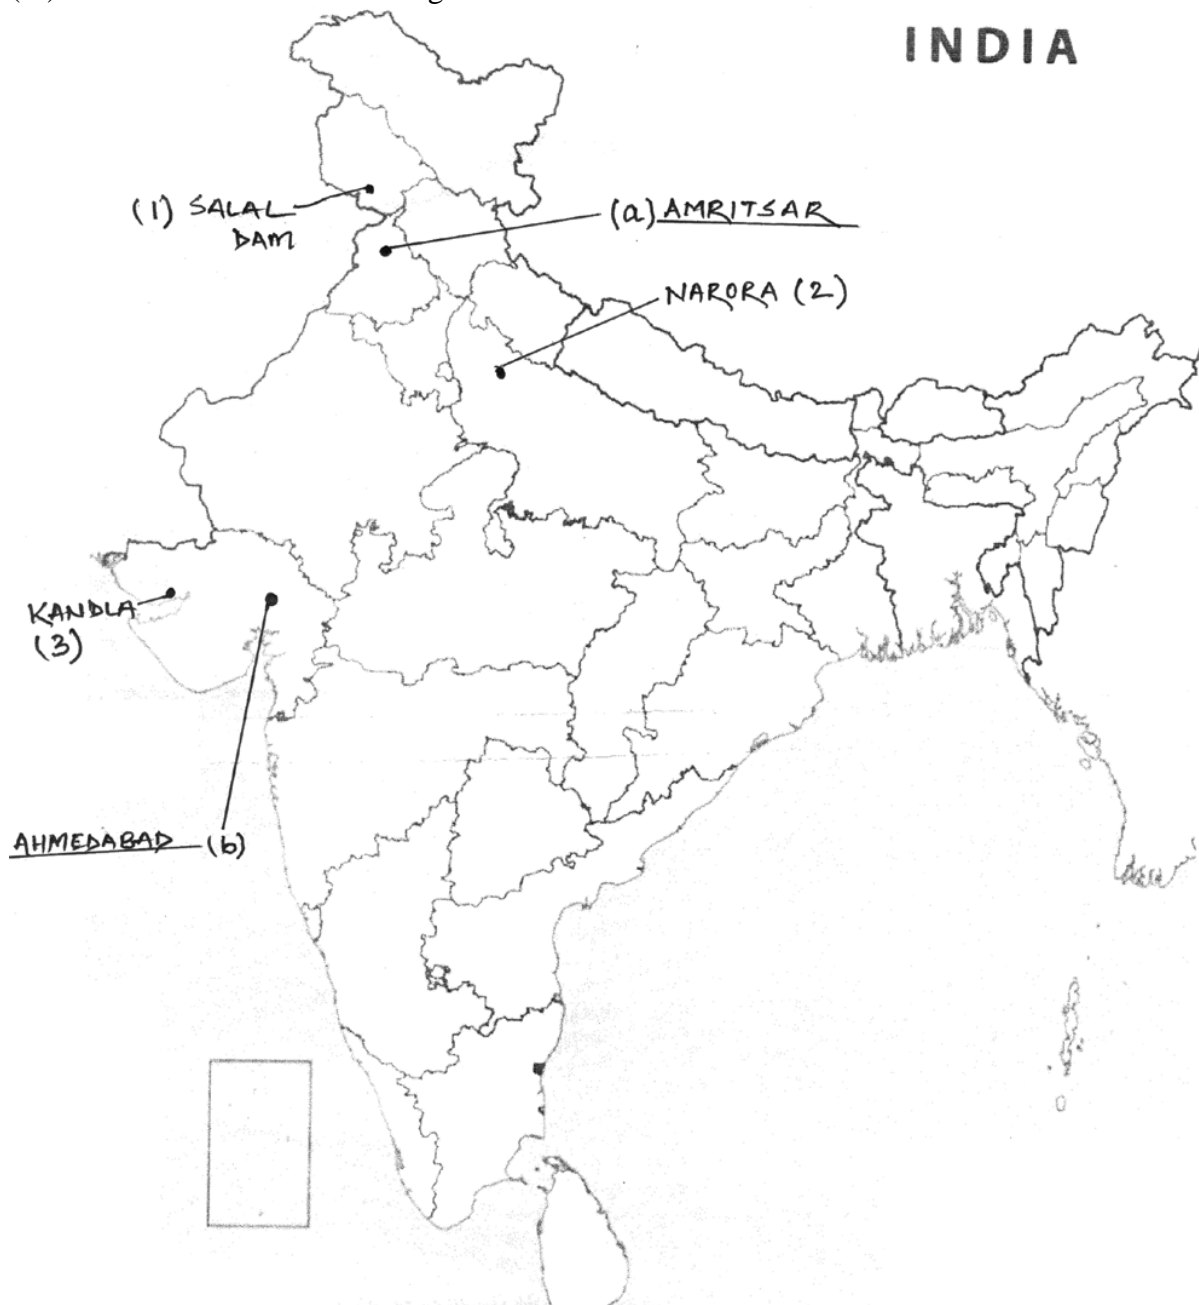 INDIA
(1) SALAL
DAM
(a) AMRITSAR
NARORA (2)
KANDLA
(3)
AHMEDABAD (b)